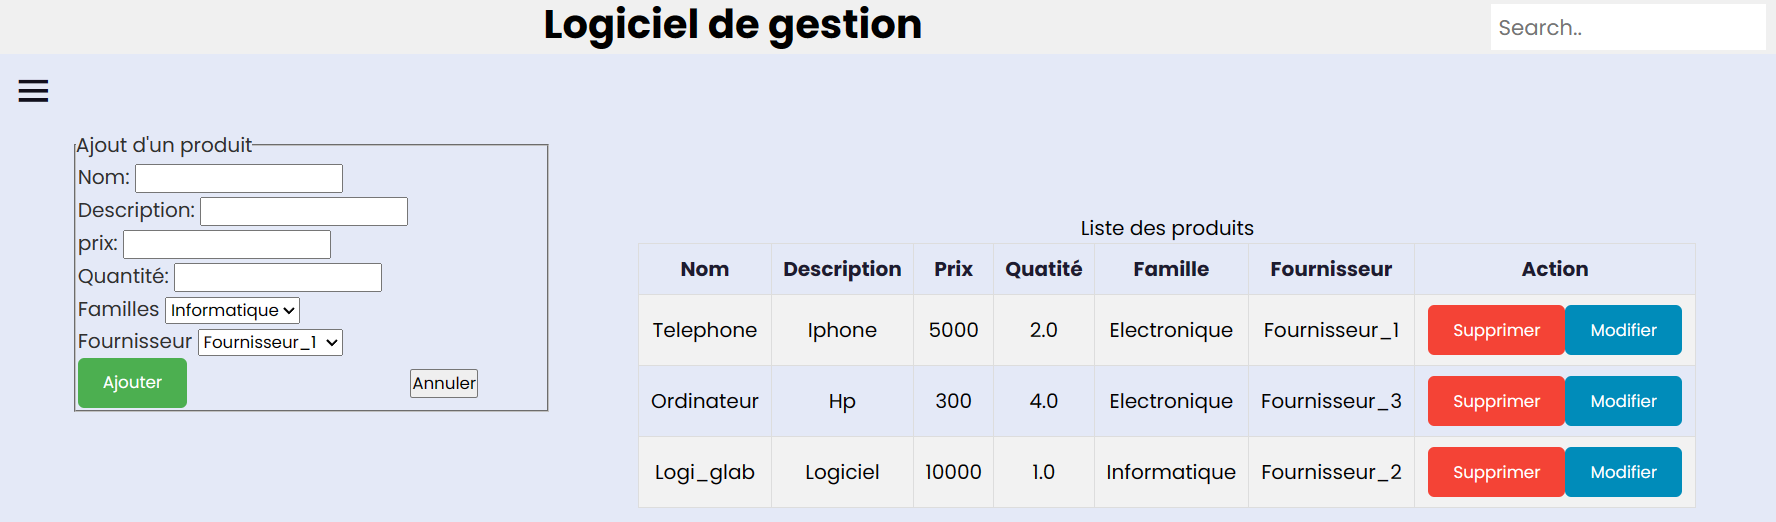 Logiciel de gestion
Search..
Ajout d'un produit
Nom:
Description:
prix:
Quantité:
Familles Informatique
Fournisseur Fournisseur_1
Ajouter Annuler
Liste des produits
Nom Description Prix Quatité Famille Fournisseur Action
Telephone Iphone 5000 2.0 Electronique Fournisseur_1 Supprimer Modifier
Ordinateur Hp 300 4.0 Electronique Fournisseur_3 Supprimer Modifier
Logi_glab Logiciel 10000 1.0 Informatique Fournisseur_2 Supprimer Modifier